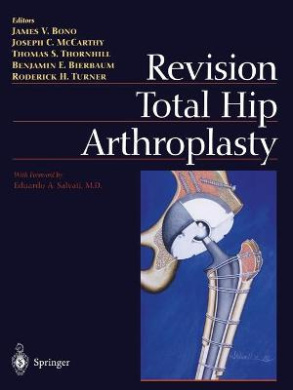 Editors
JAMES V. BONO
JOSEPH C. MCCARTHY
THOMAS S. THORNHILL
BENJAMIN E. BIERBAUM
RODERICK H. TURNER
Revision
Total Hip
Arthroplasty
With Foreword by
Eduardo A. Salvati, M.D.
Springer